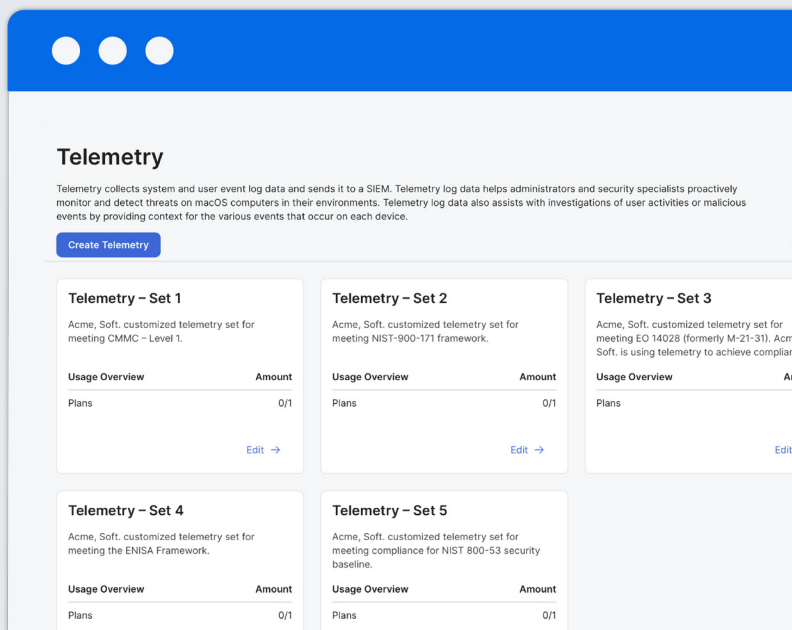 Telemetry
Telemetry collects system and user event log data and sends it to a SIEM. Telemetry log data helps administrators and security specialists proactively
monitor and detect threats on macOS computers in their environments. Telemetry log data also assists with investigations of user activities or malicious
events by providing context for the various events that occur on each device.
Create Telemetry
Telemetry – Set 1
Acme, Soft. customized telemetry set for
meeting CMMC – Level 1.
Usage Overview Amount
Plans 0/1
Edit →
Telemetry – Set 2
Acme, Soft. customized telemetry set for
meeting NIST-900-171 framework.
Usage Overview Amount
Plans 0/1
Edit →
Telemetry – Set 3
Acme, Soft. customized telemetry set for
meeting EO 14028 (formerly M-21-31).
Soft. is using telemetry to achieve
Usage Overview
Plans
Edit
Telemetry – Set 4
Acme, Soft. customized telemetry set for
meeting the ENISA Framework.
Usage Overview Amount
Plans 0/1
Telemetry – Set 5
Acme, Soft. customized telemetry set for
meeting compliance for NIST 800-53 security
baseline.
Usage Overview Amount
Plans 0/1